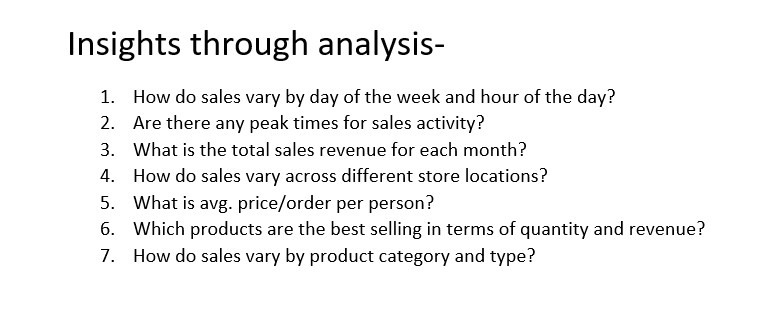 Insights through analysis-
1. How do sales vary by day of the week and hour of the day?
2. Are there any peak times for sales activity?
3. What is the total sales revenue for each month?
4. How do sales vary across different store locations?
5. What is avg. price/order per person?
6. Which products are the best selling in terms of quantity and revenue?
7. How do sales vary by product category and type?